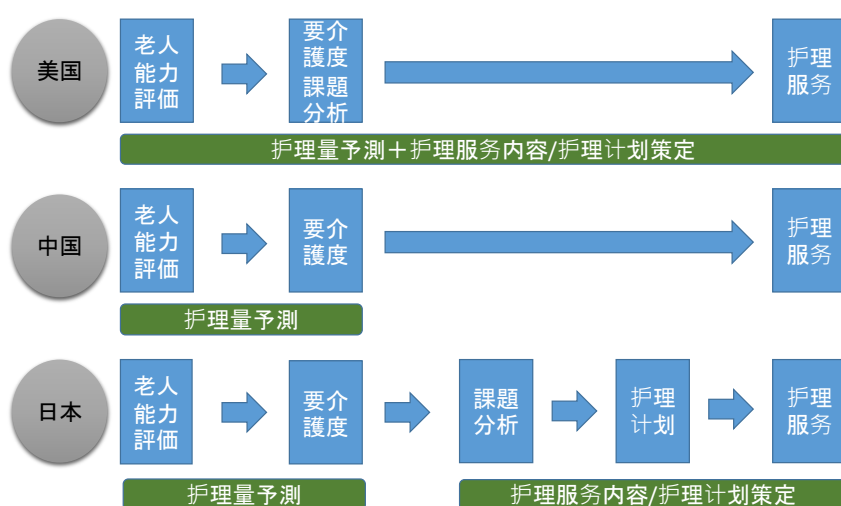 美国
老人
能力
評価
要介
護度
課題
分析
护理
服务
护理量予測＋护理服务内容/护理计划策定
中国
老人
能力
評価
要介
護度
护理
服务
护理量予測
日本
老人
能力
評価
要介
護度
課題
分析
护理
计划
护理
服务
护理量予測
护理服务内容/护理计划策定